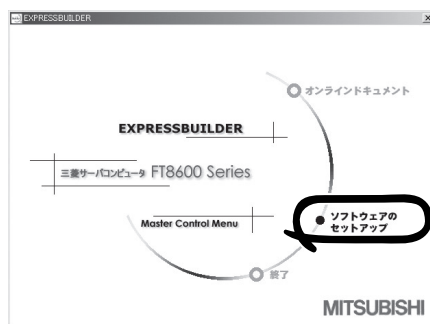 EXPRESSBUILDER
オンラインドキュメント
EXPRESSBUILDER
三菱サーバコンピュータ FT8600 Series
Master Control Menu
ソフトウェアの
セットアップ
終了
MITSUBISHI